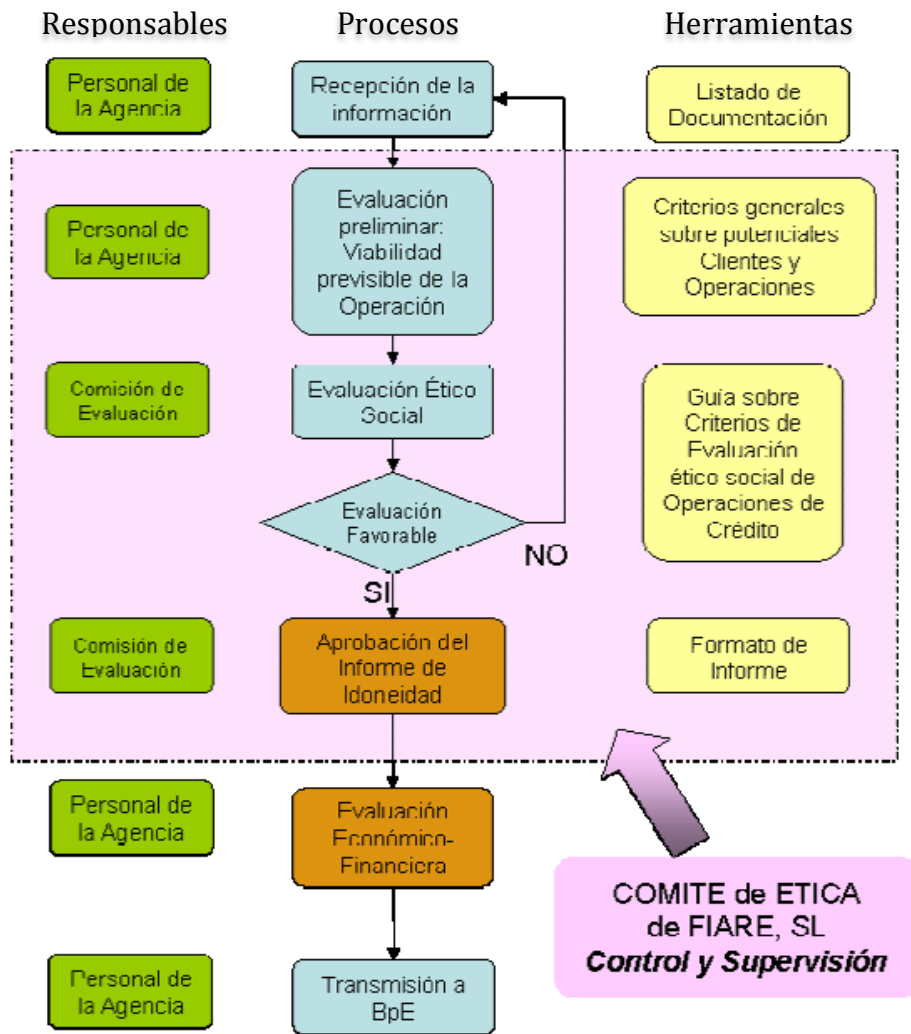 Responsables Procesos Herramientas
Personal de
la Agencia
Recepción de la
información
Listado de
Documentación
Personal de
la Agencia
Evaluación
preliminar:
Viabilidad
previsible de la
Operación
Criterios generales
sobre potenciales
Clientes y
Operaciones
Comisión de
Evaluación
Evaluación Ético
Social
Guía sobre
Criterios de
Evaluación
ético social de
Operaciones de
Crédito
Evaluación
Favorable
NO
SI
Comisión de
Evaluación
Aprobación del
Informe de
Idoneidad
Formato de
Informe
Personal de
la Agencia
Evaluación
Económico-
Financiera
COMITE de ETICA
de FIARE, SL
Control y Supervisión
Personal de
la Agencia
Transmisión a
BpE